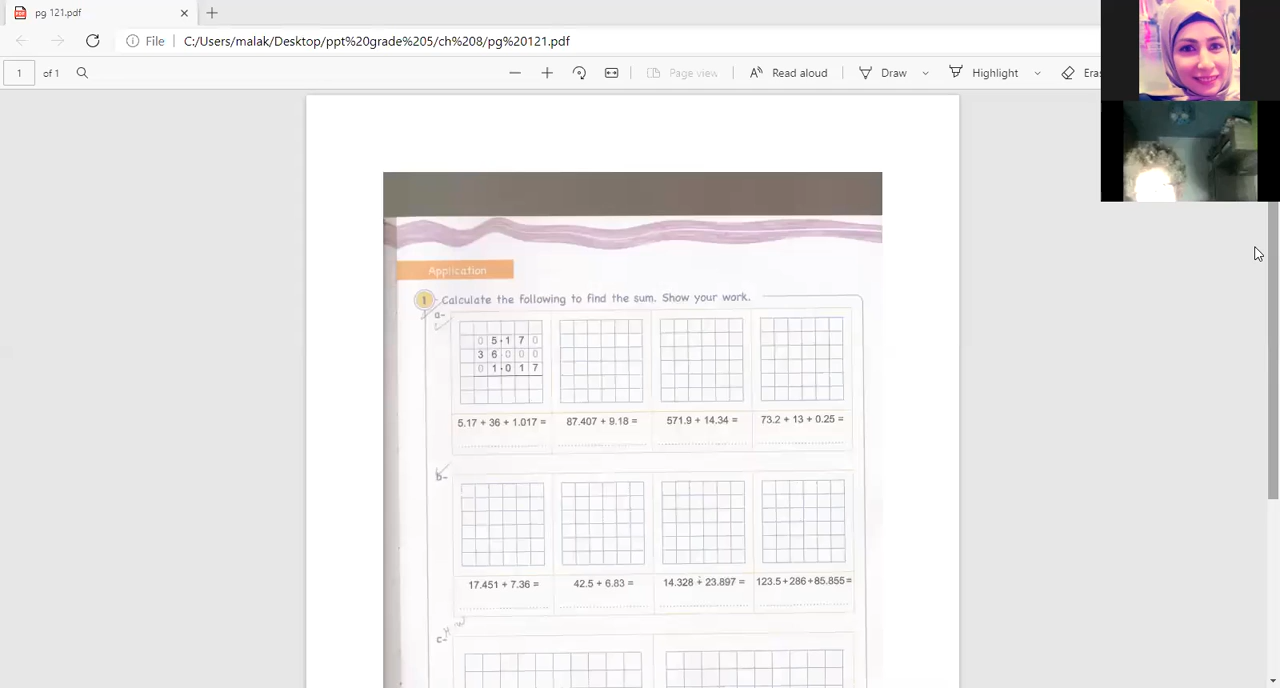 pg 121.pdf
File C:/Users/malak/Desktop/ppt%20grade%205/ch%208/pg%20121.pdf
1 of 1 Page view Read aloud Draw Highlight Eras
Application
1- Calculate the following to find the sum. Show your work.
a-
0 5.1 7 0
3 6 0 0 0
0 1.0 1 7
5.17 + 36 + 1.017 = 87.407 + 9.18 = 571.9 + 14.34 = 73.2 + 13 + 0.25 =
b-
17.451 + 7.36 = 42.5 + 6.83 = 14.328 + 23.897 = 123.5+286+85.855=
c-